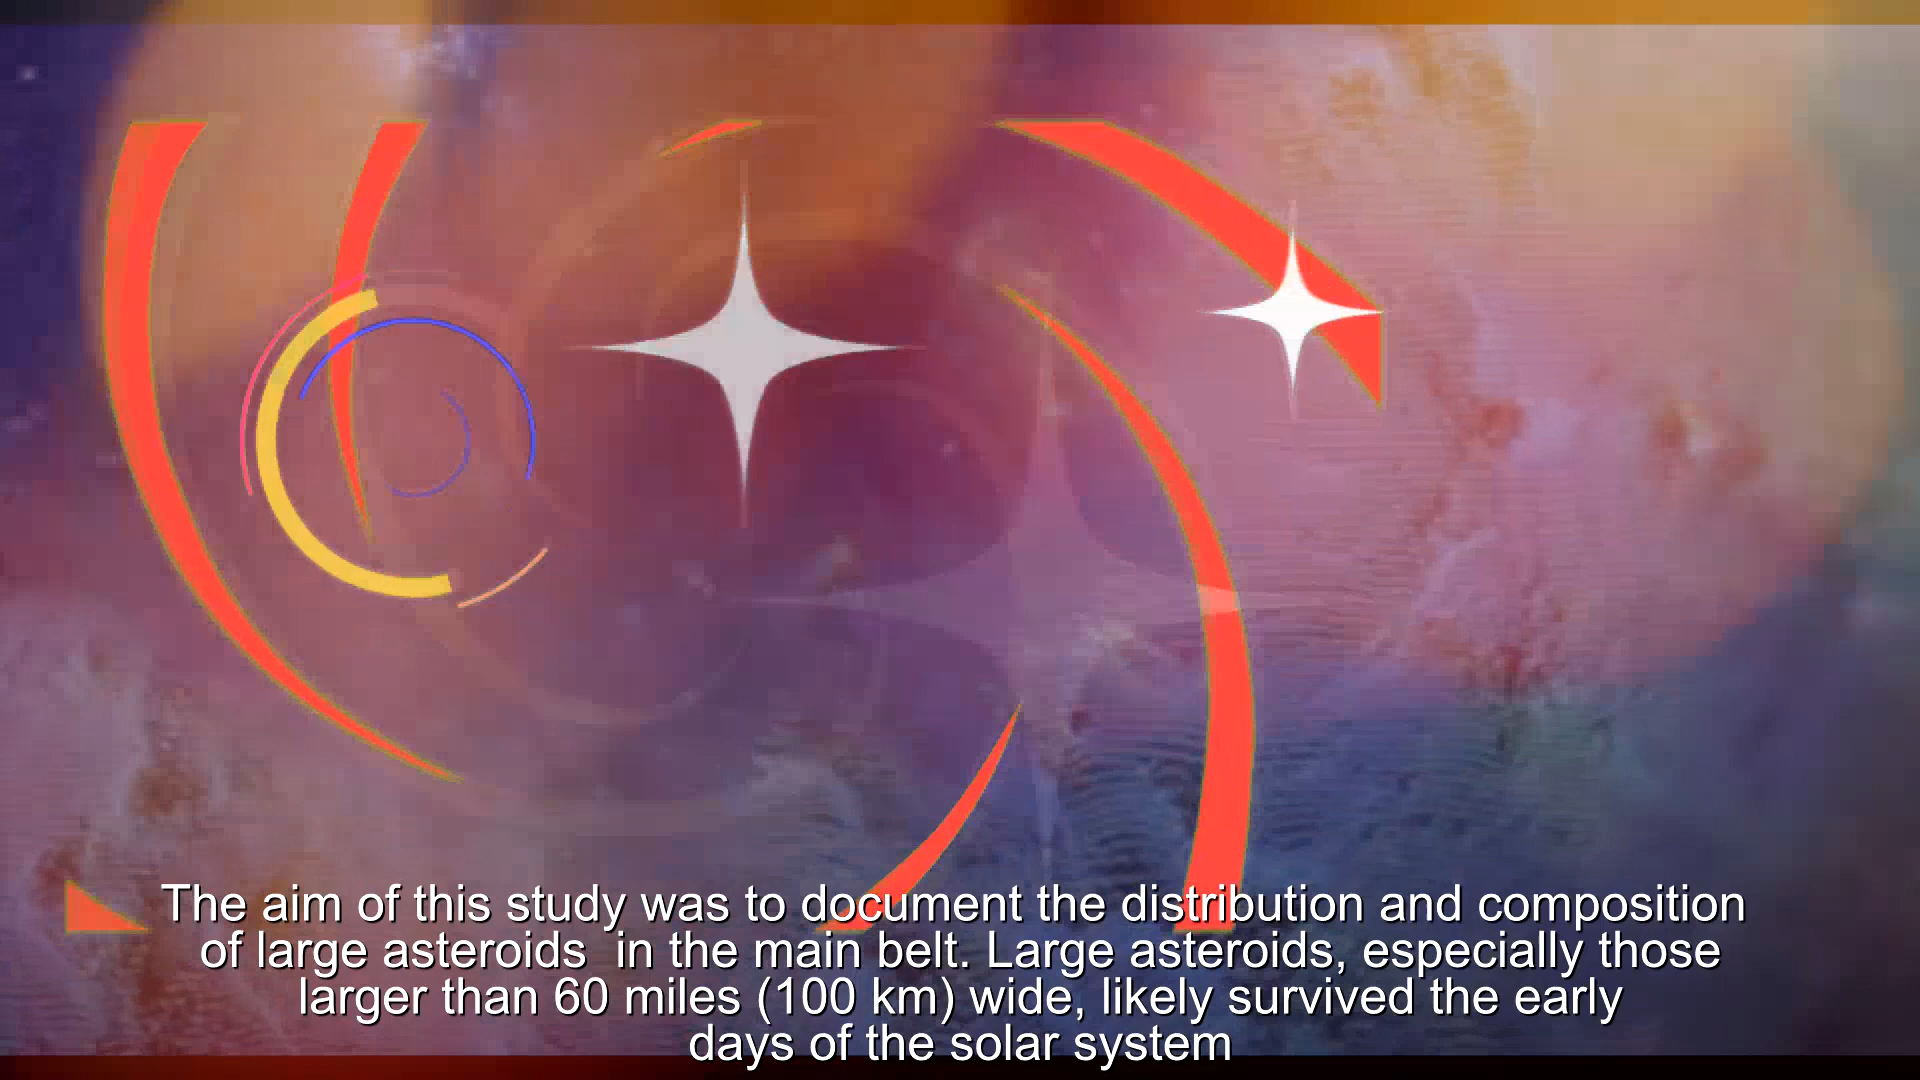 The aim of this study was to document the distribution and composition
of large asteroids  in the main belt. Large asteroids, especially those
larger than 60 miles (100 km) wide, likely survived the early
days of the solar system